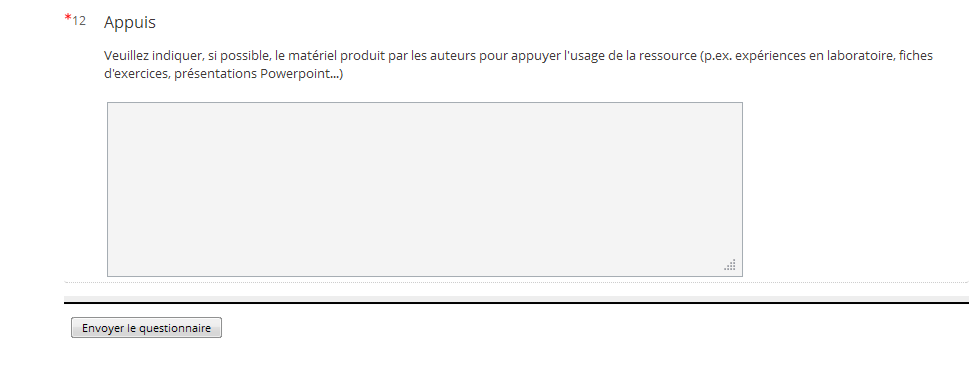 *12 Appuis
Veuillez indiquer, si possible, le matériel produit par les auteurs pour appuyer l'usage de la ressource (p.ex. expériences en laboratoire, fiches
d'exercices, présentations Powerpoint...)
Envoyer le questionnaire